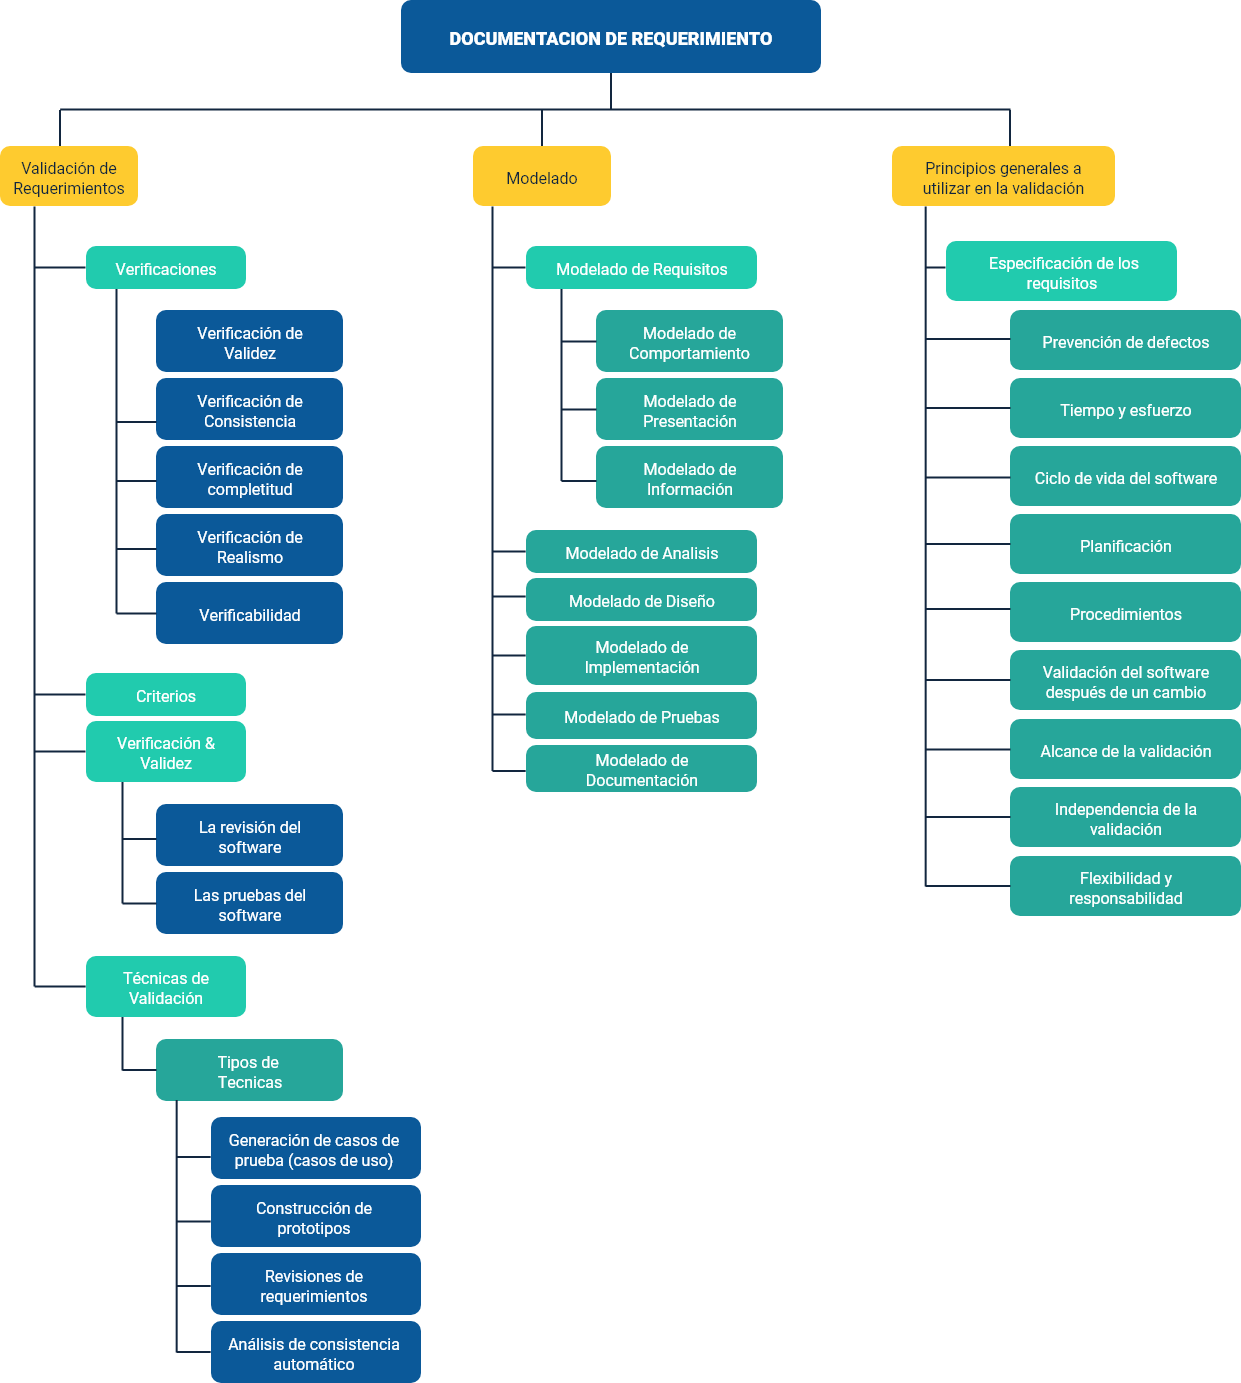 DOCUMENTACION DE REQUERIMIENTO
Validación de
Requerimientos
Verificaciones
Verificación de
Validez
Verificación de
Consistencia
Verificación de
completitud
Verificación de
Realismo
Verificabilidad
Criterios
Verificación &
Validez
La revisión del
software
Las pruebas del
software
Técnicas de
Validación
Tipos de
Tecnicas
Generación de casos de
prueba (casos de uso)
Construcción de
prototipos
Revisiones de
requerimientos
Análisis de consistencia
automático
Modelado
Modelado de Requisitos
Modelado de
Comportamiento
Modelado de
Presentación
Modelado de
Información
Modelado de Analisis
Modelado de Diseño
Modelado de
Implementación
Modelado de Pruebas
Modelado de
Documentación
Principios generales a
utilizar en la validación
Especificación de los
requisitos
Prevención de defectos
Tiempo y esfuerzo
Ciclo de vida del software
Planificación
Procedimientos
Validación del software
después de un cambio
Alcance de la validación
Independencia de la
validación
Flexibilidad y
responsabilidad